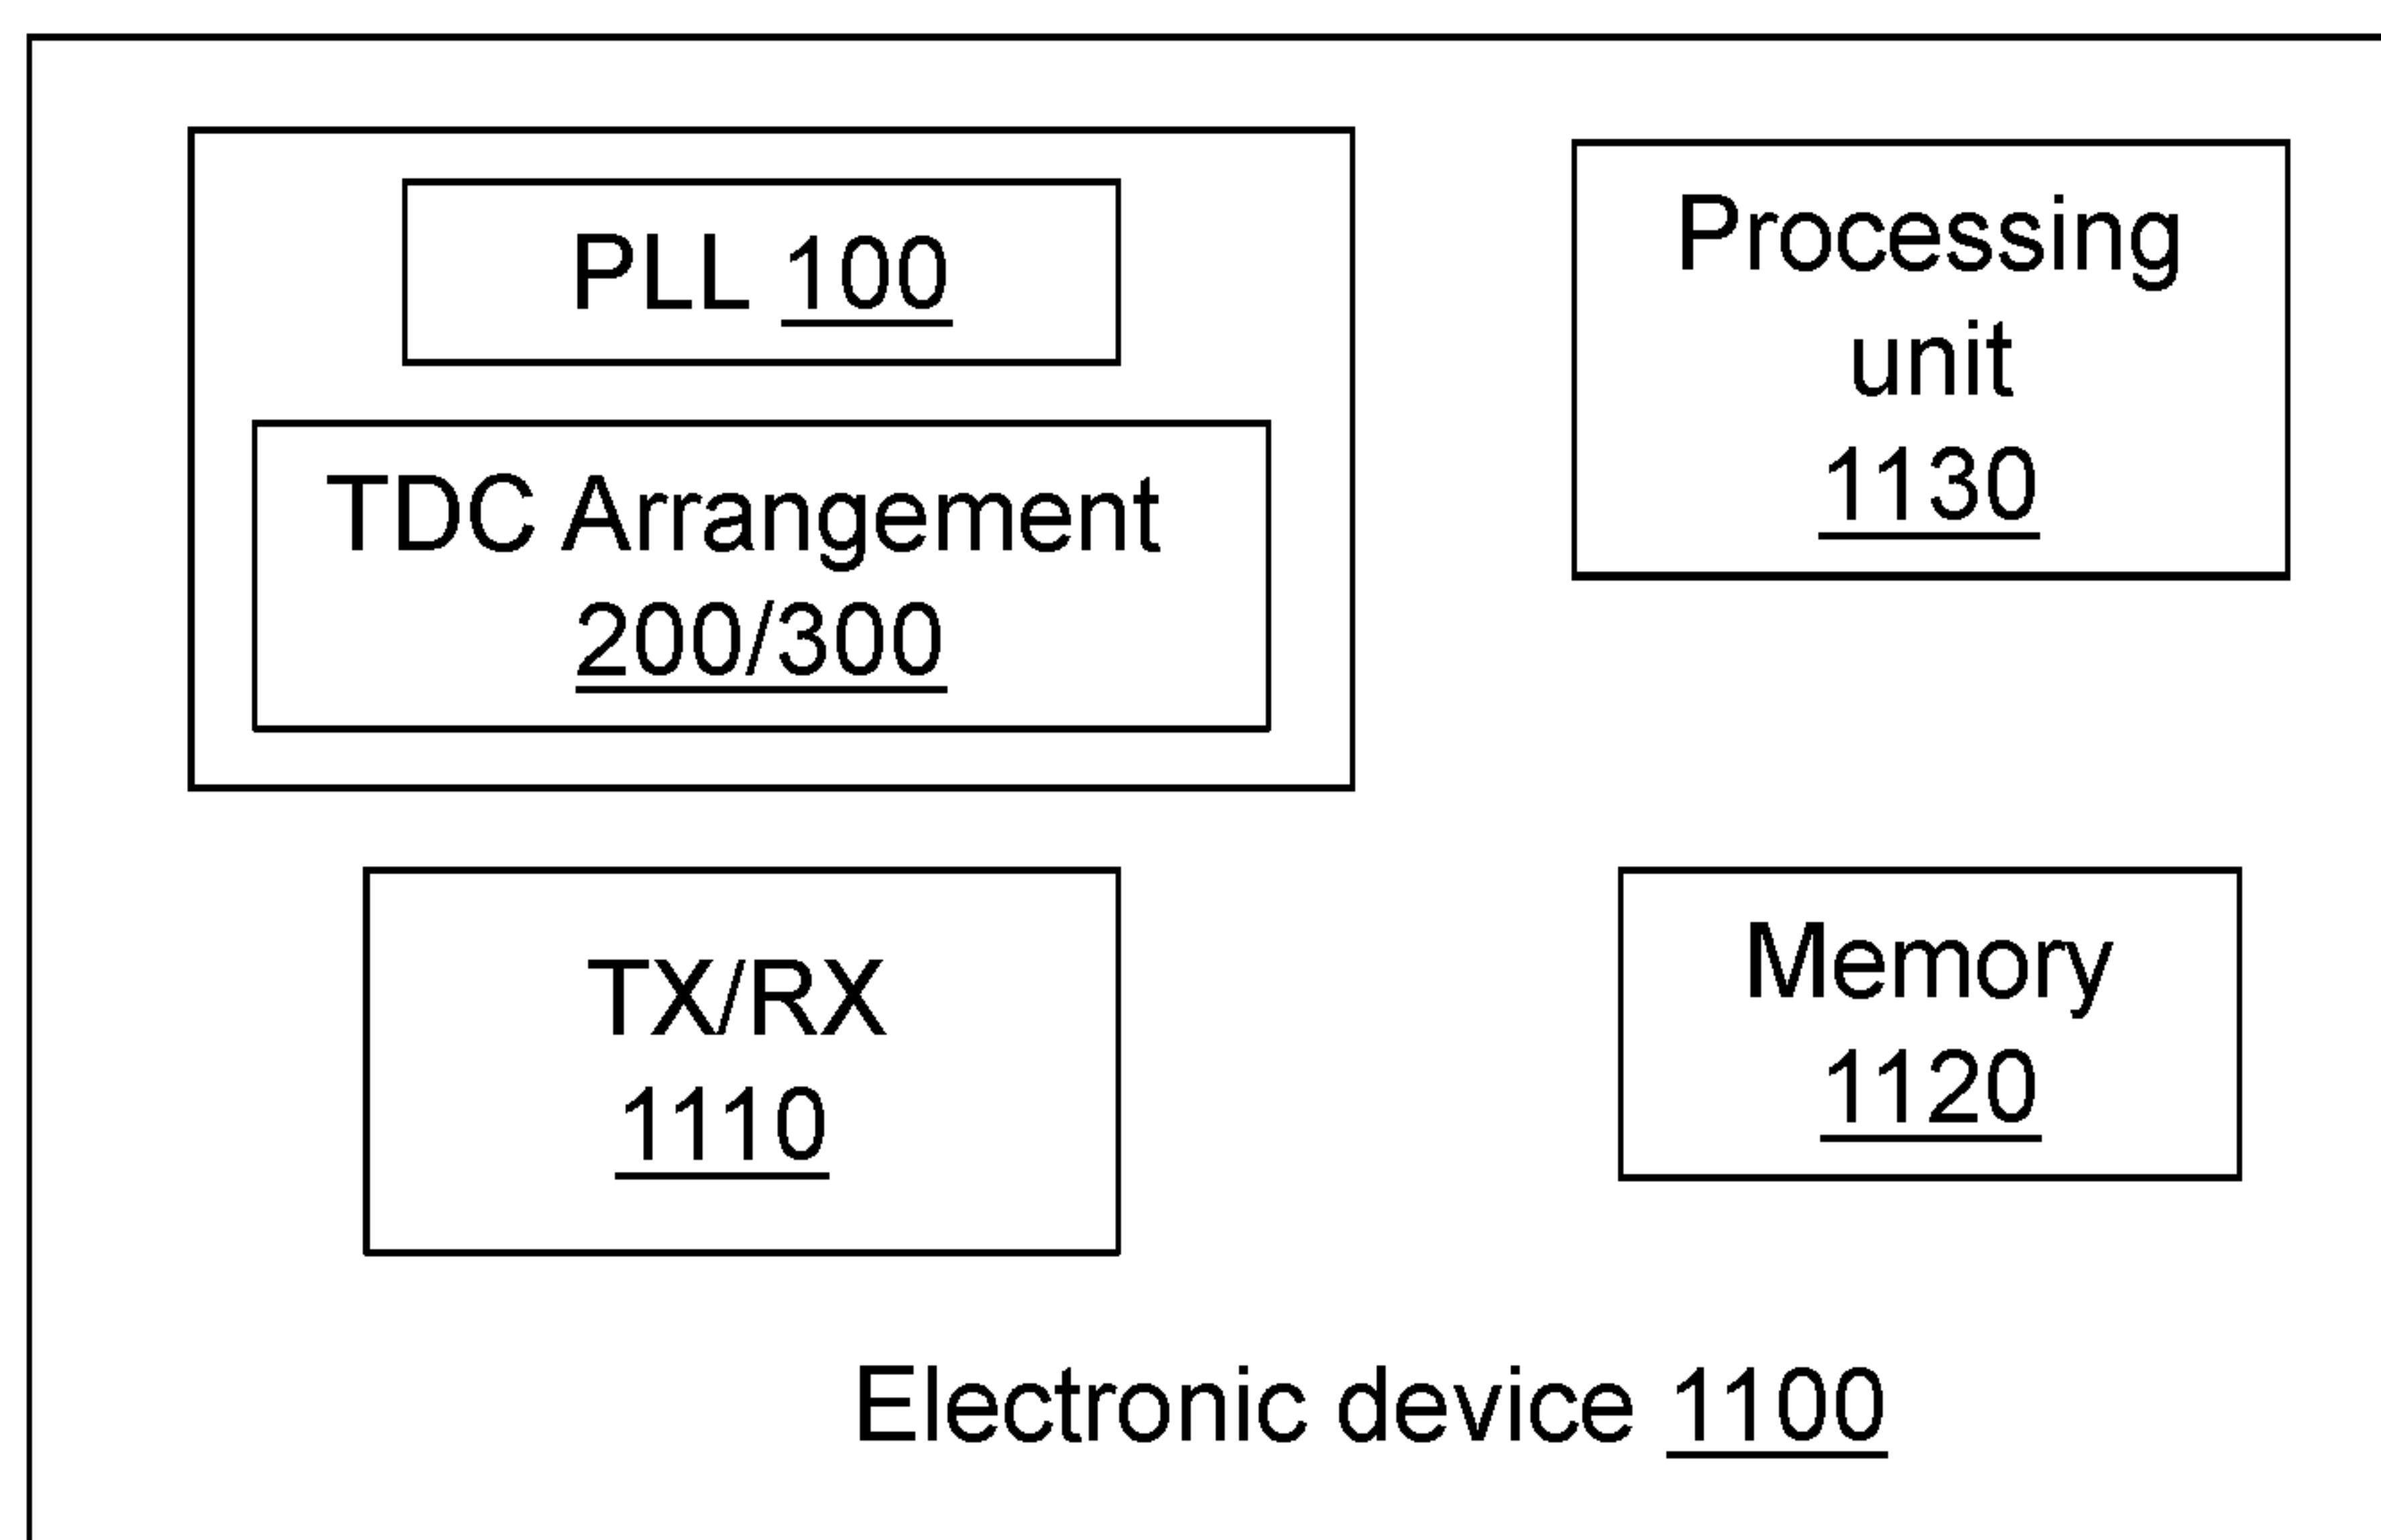 PLL 100
TDC Arrangement
200/300
Processing
unit
1130
TX/RX
1110
Memory
1120
Electronic device 1100